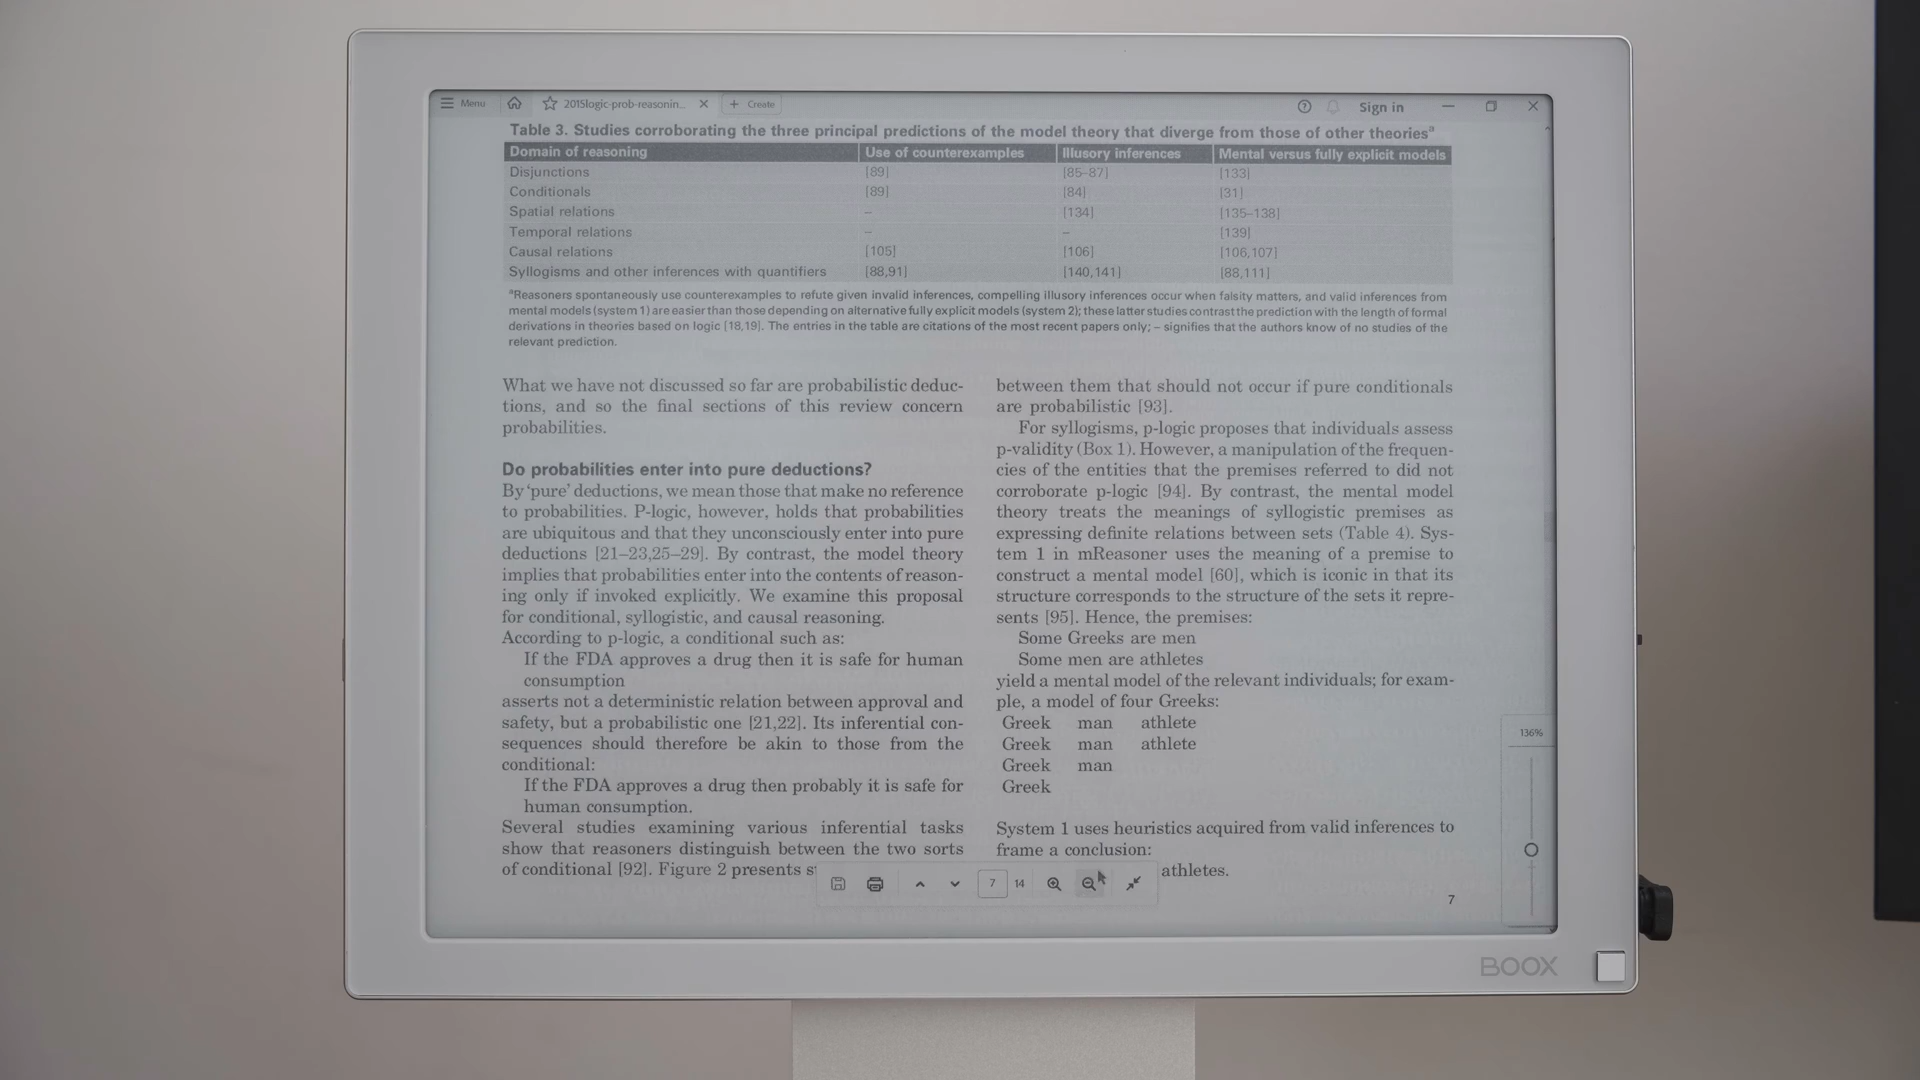 Menu
2015logic-prob-reasonin...
Create
Sign in
Table 3. Studies corroborating the three principal predictions of the model theory that diverge from those of other theoriesª
Domain of reasoning Use of counterexamples Illusory inferences Mental versus fully explicit models
Disjunctions [89] [85–87] [133]
Conditionals [89] [84] [31]
Spatial relations – [134] [135–138]
Temporal relations – – [139]
Causal relations [105] [106] [106,107]
Syllogisms and other inferences with quantifiers [88,91] [140,141] [88,111]
ªReasoners spontaneously use counterexamples to refute given invalid inferences, compelling illusory inferences occur when falsity matters, and valid inferences from
mental models (system 1) are easier than those depending on alternative fully explicit models (system 2); these latter studies contrast the prediction with the length of formal
derivations in theories based on logic [18,19]. The entries in the table are citations of the most recent papers only; – signifies that the authors know of no studies of the
relevant prediction.
What we have not discussed so far are probabilistic deduc-
tions, and so the final sections of this review concern
probabilities.
Do probabilities enter into pure deductions?
By 'pure' deductions, we mean those that make no reference
to probabilities. P-logic, however, holds that probabilities
are ubiquitous and that they unconsciously enter into pure
deductions [21–23,25–29]. By contrast, the model theory
implies that probabilities enter into the contents of reason-
ing only if invoked explicitly. We examine this proposal
for conditional, syllogistic, and causal reasoning.
According to p-logic, a conditional such as:
If the FDA approves a drug then it is safe for human
consumption
asserts not a deterministic relation between approval and
safety, but a probabilistic one [21,22]. Its inferential con-
sequences should therefore be akin to those from the
conditional:
If the FDA approves a drug then probably it is safe for
human consumption.
Several studies examining various inferential tasks
show that reasoners distinguish between the two sorts
of conditional [92]. Figure 2 presents
between them that should not occur if pure conditionals
are probabilistic [93].
For syllogisms, p-logic proposes that individuals assess
p-validity (Box 1). However, a manipulation of the frequen-
cies of the entities that the premises referred to did not
corroborate p-logic [94]. By contrast, the mental model
theory treats the meanings of syllogistic premises as
expressing definite relations between sets (Table 4). Sys-
tem 1 in mReasoner uses the meaning of a premise to
construct a mental model [60], which is iconic in that its
structure corresponds to the structure of the sets it repre-
sents [95]. Hence, the premises:
Some Greeks are men
Some men are athletes
yield a mental model of the relevant individuals; for exam-
ple, a model of four Greeks:
Greek man athlete
Greek man athlete
Greek man
Greek
System 1 uses heuristics acquired from valid inferences to
frame a conclusion:
athletes.
7 14
7
136%
BOOX